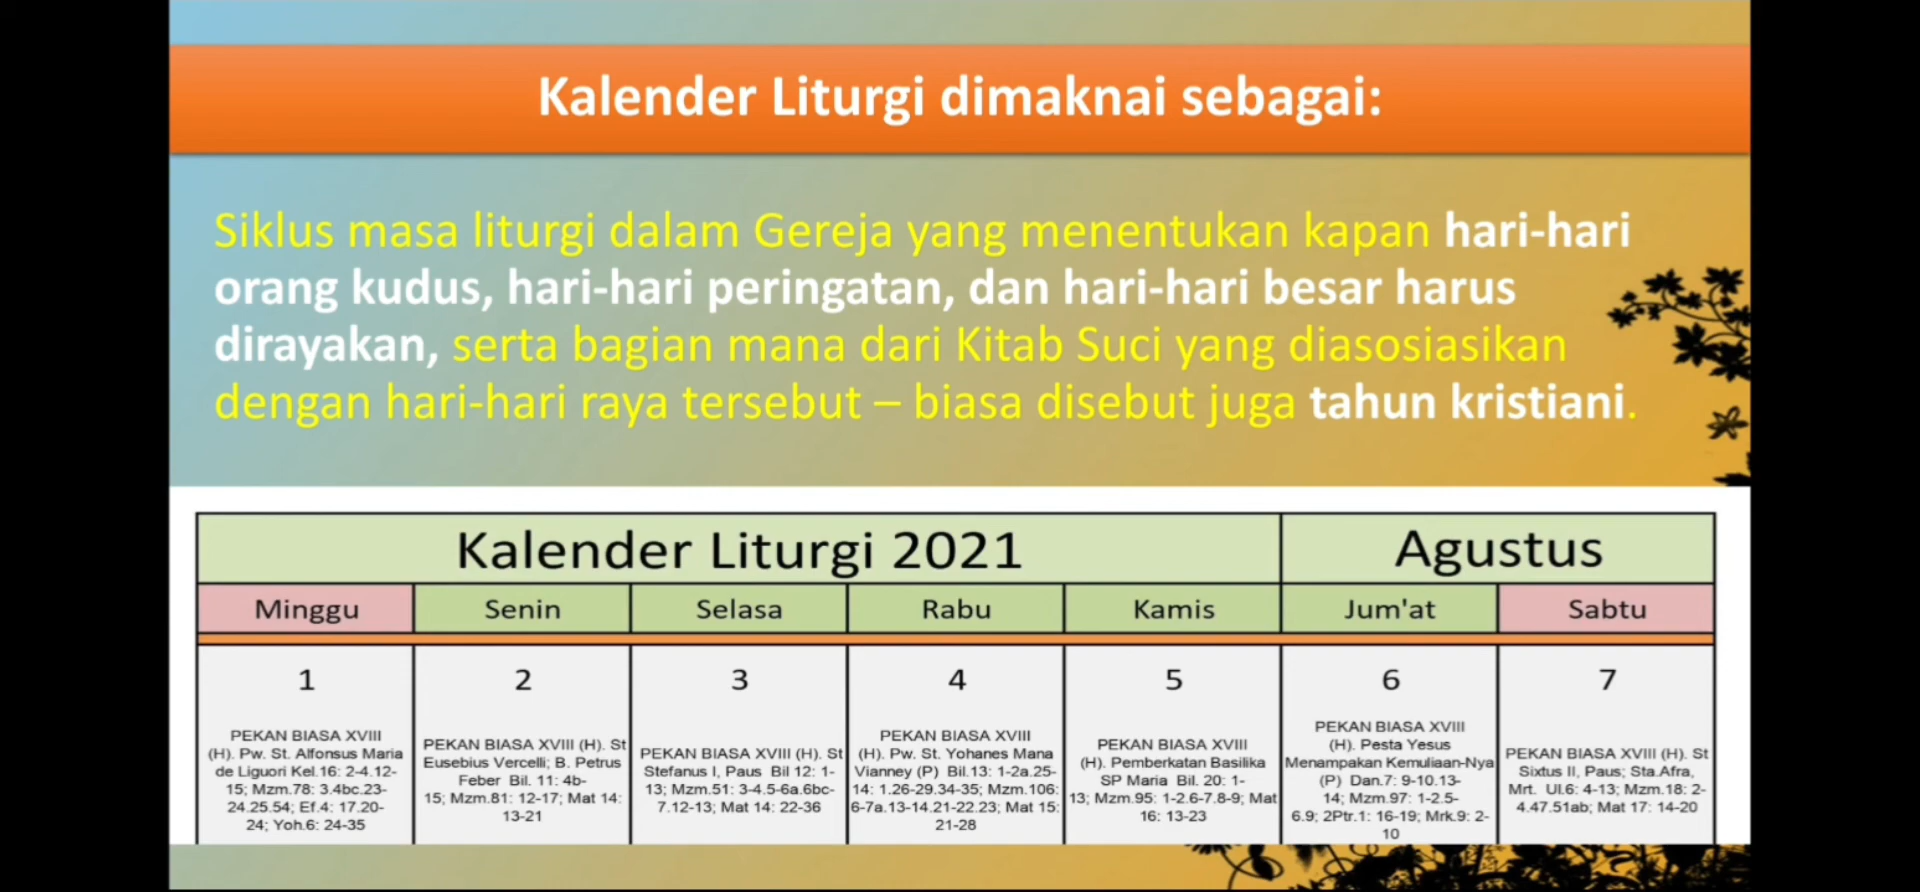 Kalender Liturgi dimaknai sebagai:
Siklus masa liturgi dalam Gereja yang menentukan kapan hari-hari
orang kudus, hari-hari peringatan, dan hari-hari besar harus
dirayakan, serta bagian mana dari Kitab Suci yang diasosiasikan
dengan hari-hari raya tersebut – biasa disebut juga tahun kristiani.
Kalender Liturgi 2021
Agustus
Minggu
Senin
Selasa
Rabu
Kamis
Jum'at
Sabtu
1
PEKAN BIASA XVIII
(H). Pw. St. Alfonsus Maria
de Liguori Kel.16: 2-4.12-
15; Mzm.78: 3.4bc.23-
24.25.54; Ef.4: 17.20-
24; Yoh.6: 24-35
2
PEKAN BIASA XVIII (H). St
Eusebius Vercelli; B. Petrus
Feber Bil. 11: 4b-
15; Mzm.81: 12-17; Mat 14:
13-21
3
PEKAN BIASA XVIII (H). St
Stefanus I, Paus Bil 12: 1-
13; Mzm.51: 3-4.5-6a.6bc-
7.12-13; Mat 14: 22-36
4
PEKAN BIASA XVIII
(H). Pw. St. Yohanes Mana
Vianney (P) Bil.13: 1-2a.25-
14: 1.26-29.34-35; Mzm.106:
6-7a.13-14.21-22.23; Mat 15:
21-28
5
PEKAN BIASA XVIII
(H). Pemberkatan Basilika
SP Maria Bil. 20: 1-
13; Mzm.95: 1-2.6-7.8-9; Mat
16: 13-23
6
PEKAN BIASA XVIII
(H). Pesta Yesus
Menampakan Kemuliaan-Nya
(P) Dan.7: 9-10.13-
14; Mzm.97: 1-2.5-
6.9; 2Ptr.1: 16-19; Mrk.9: 2-
10
7
PEKAN BIASA XVIII (H). St
Sixtus II, Paus; Sta.Afra,
Mrt. Ul.6: 4-13; Mzm.18: 2-
4.47.51ab; Mat 17: 14-20